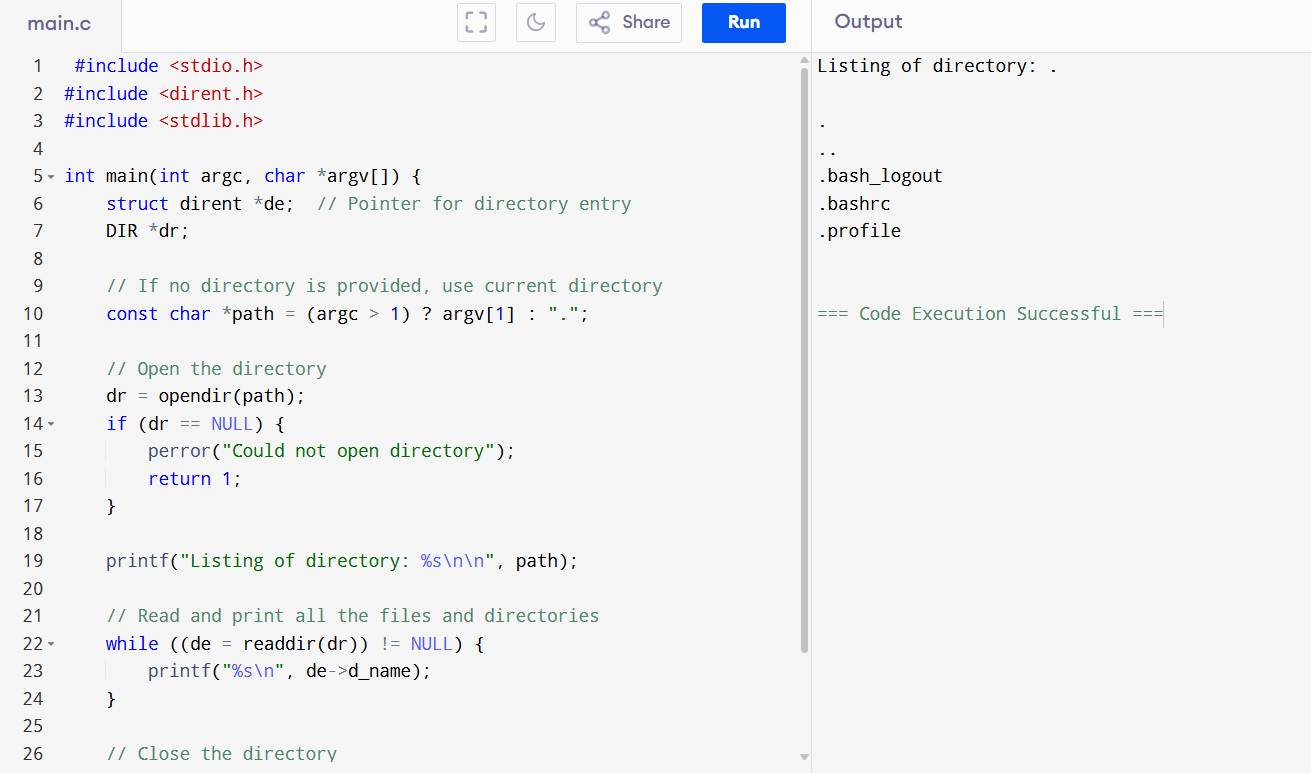 main.c
Share
Run
Output
1 #include <stdio.h>
2 #include <dirent.h>
3 #include <stdlib.h>
4
5 int main(int argc, char *argv[]) {
6     struct dirent *de;  // Pointer for directory entry
7     DIR *dr;
8
9     // If no directory is provided, use current directory
10     const char *path = (argc > 1) ? argv[1] : ".";
11
12     // Open the directory
13     dr = opendir(path);
14     if (dr == NULL) {
15         perror("Could not open directory");
16         return 1;
17     }
18
19     printf("Listing of directory: %s\n\n", path);
20
21     // Read and print all the files and directories
22     while ((de = readdir(dr)) != NULL) {
23         printf("%s\n", de->d_name);
24     }
25
26     // Close the directory
Listing of directory: .
.
..
.bash_logout
.bashrc
.profile
=== Code Execution Successful ===